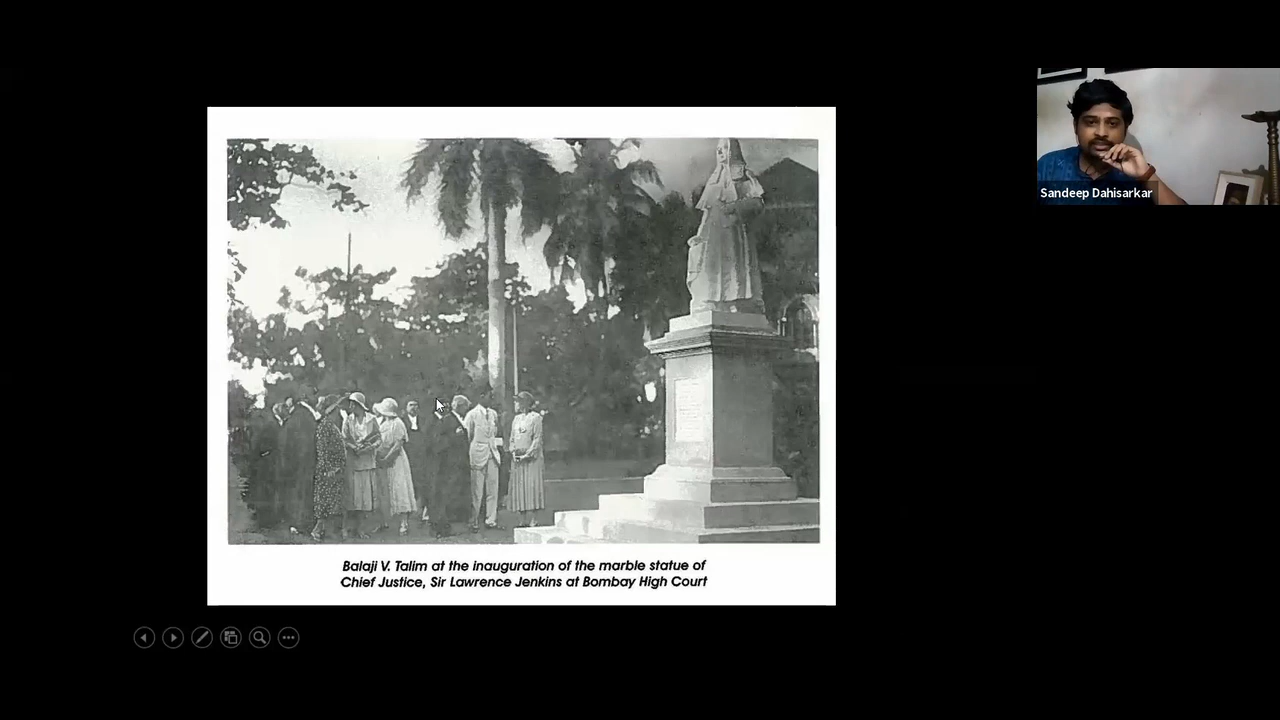 Sandeep Dahisarkar
Balaji V. Talim at the inauguration of the marble statue of
Chief Justice, Sir Lawrence Jenkins at Bombay High Court